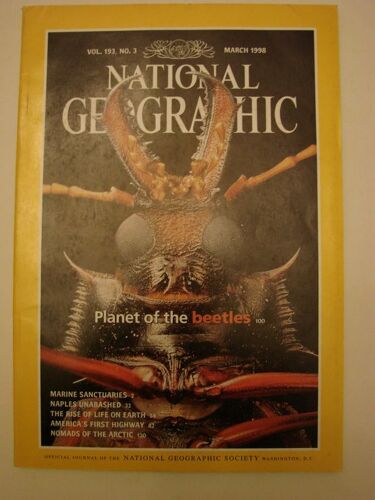 VOL. 193, NO. 3 MARCH 1998
NATIONAL
GEOGRAPHIC
Planet of the beetles 100
MARINE SANCTUARIES 2
NAPLES UNABASHED 32
THE RISE OF LIFE ON EARTH 54
AMERICA'S FIRST HIGHWAY 82
NOMADS OF THE ARCTIC 120
OFFICIAL JOURNAL OF THE NATIONAL GEOGRAPHIC SOCIETY WASHINGTON, D.C.